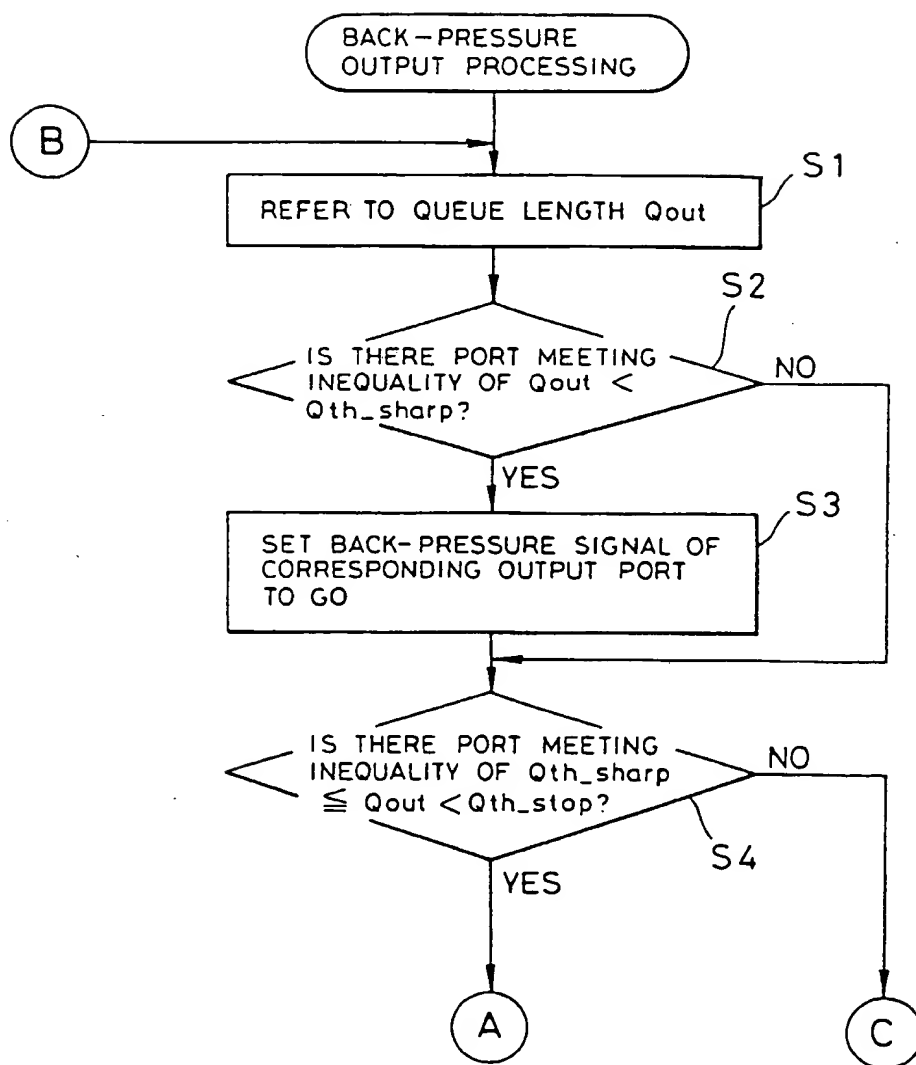 BACK-PRESSURE
OUTPUT PROCESSING
B
S1
REFER TO QUEUE LENGTH Qout
S2
IS THERE PORT MEETING
INEQUALITY OF Qout <
Qth_sharp?
NO
YES
S3
SET BACK-PRESSURE SIGNAL OF
CORRESPONDING OUTPUT PORT
TO GO
IS THERE PORT MEETING
INEQUALITY OF Qth_sharp
≦ Qout < Qth_stop?
NO
S4
YES
A
C